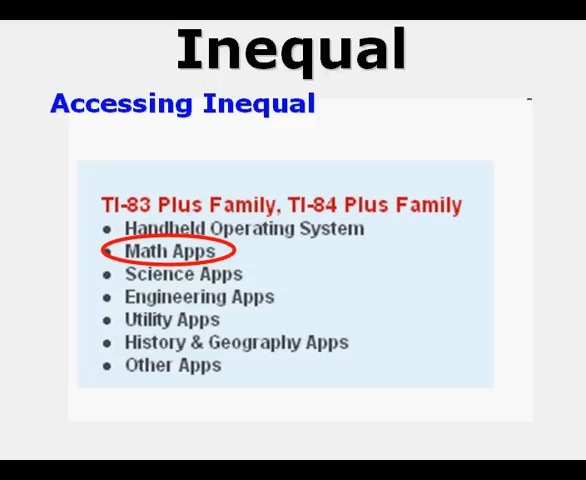 Inequal
Accessing Inequal
TI-83 Plus Family, TI-84 Plus Family
• Handheld Operating System
• Math Apps
• Science Apps
• Engineering Apps
• Utility Apps
• History & Geography Apps
• Other Apps